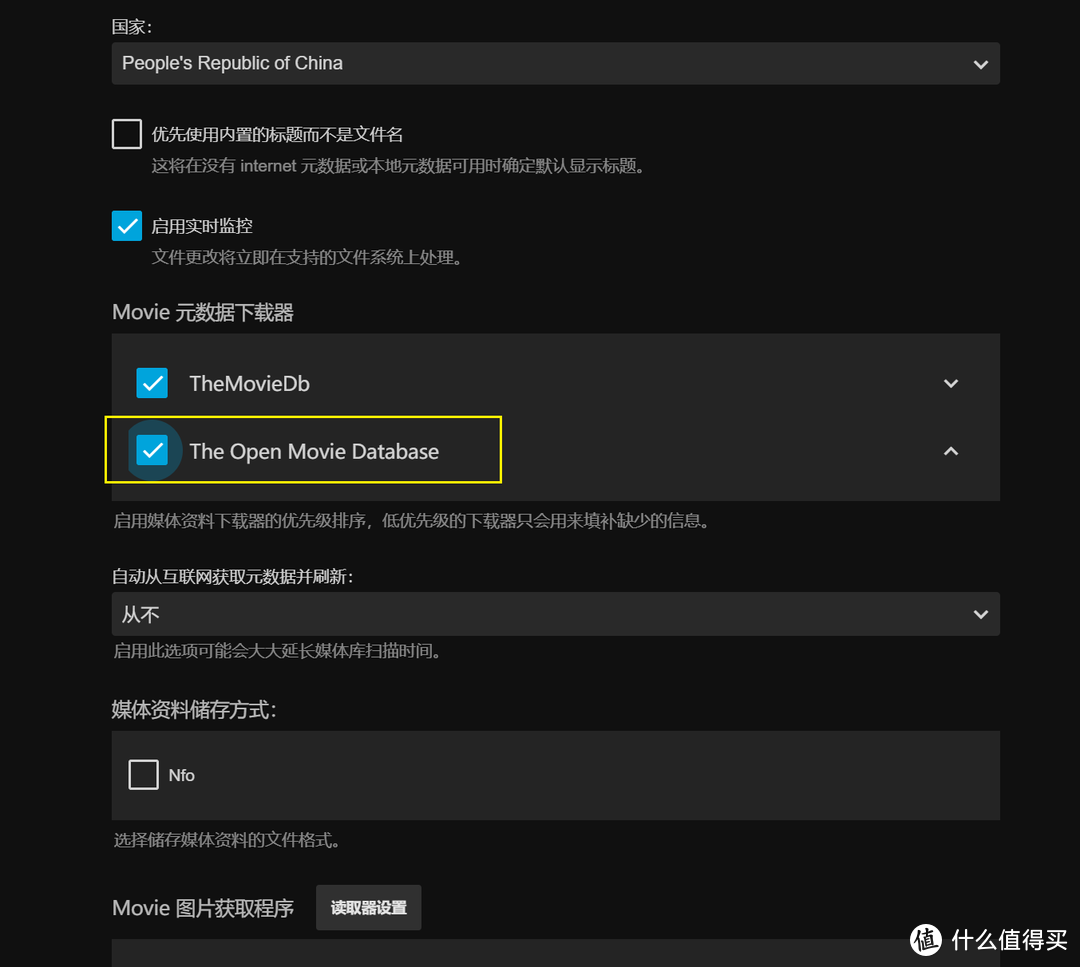 国家：
People's Republic of China
优先使用内置的标题而不是文件名
这将在没有 internet 元数据或本地元数据可用时确定默认显示标题。
启用实时监控
文件更改将立即在支持的文件系统上处理。
Movie 元数据下载器
TheMovieDb
The Open Movie Database
启用媒体资料下载器的优先级排序，低优先级的下载器只会用来填补缺少的信息。
自动从互联网获取元数据并刷新：
从不
启用此选项可能会大大延长媒体库扫描时间。
媒体资料储存方式：
Nfo
选择储存媒体资料的文件格式。
Movie 图片获取程序 读取器设置
值 什么值得买